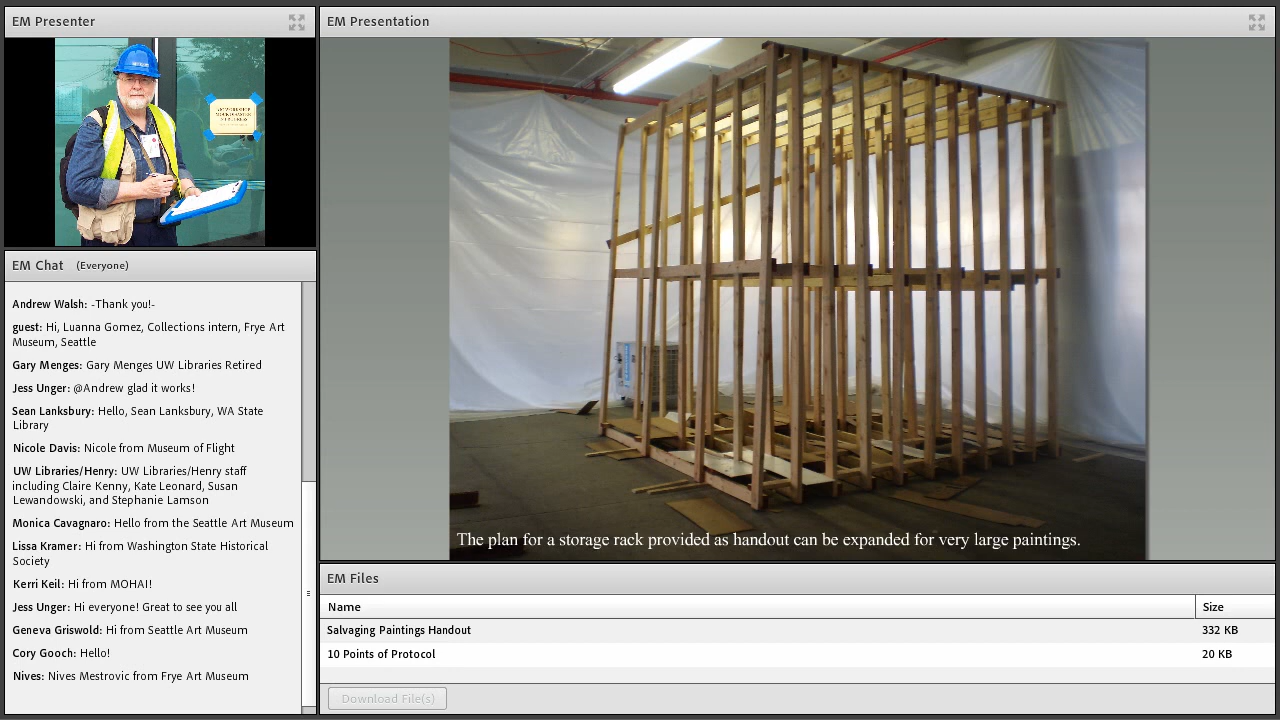 EM Presenter
EM Chat (Everyone)
Andrew Walsh: -Thank you!-
guest: Hi, Luanna Gomez, Collections intern, Frye Art
Museum, Seattle
Gary Menges: Gary Menges UW Libraries Retired
Jess Unger: @Andrew glad it works!
Sean Lanksbury: Hello, Sean Lanksbury, WA State
Library
Nicole Davis: Nicole from Museum of Flight
UW Libraries/Henry: UW Libraries/Henry staff
including Claire Kenny, Kate Leonard, Susan
Lewandowski, and Stephanie Lamson
Monica Cavagnaro: Hello from the Seattle Art Museum
Lissa Kramer: Hi from Washington State Historical
Society
Kerri Keil: Hi from MOHAI!
Jess Unger: Hi everyone! Great to see you all
Geneva Griswold: Hi from Seattle Art Museum
Cory Gooch: Hello!
Nives: Nives Mestrovic from Frye Art Museum
EM Presentation
The plan for a storage rack provided as handout can be expanded for very large paintings.
EM Files
Name Size
Salvaging Paintings Handout 332 KB
10 Points of Protocol 20 KB
Download File(s)